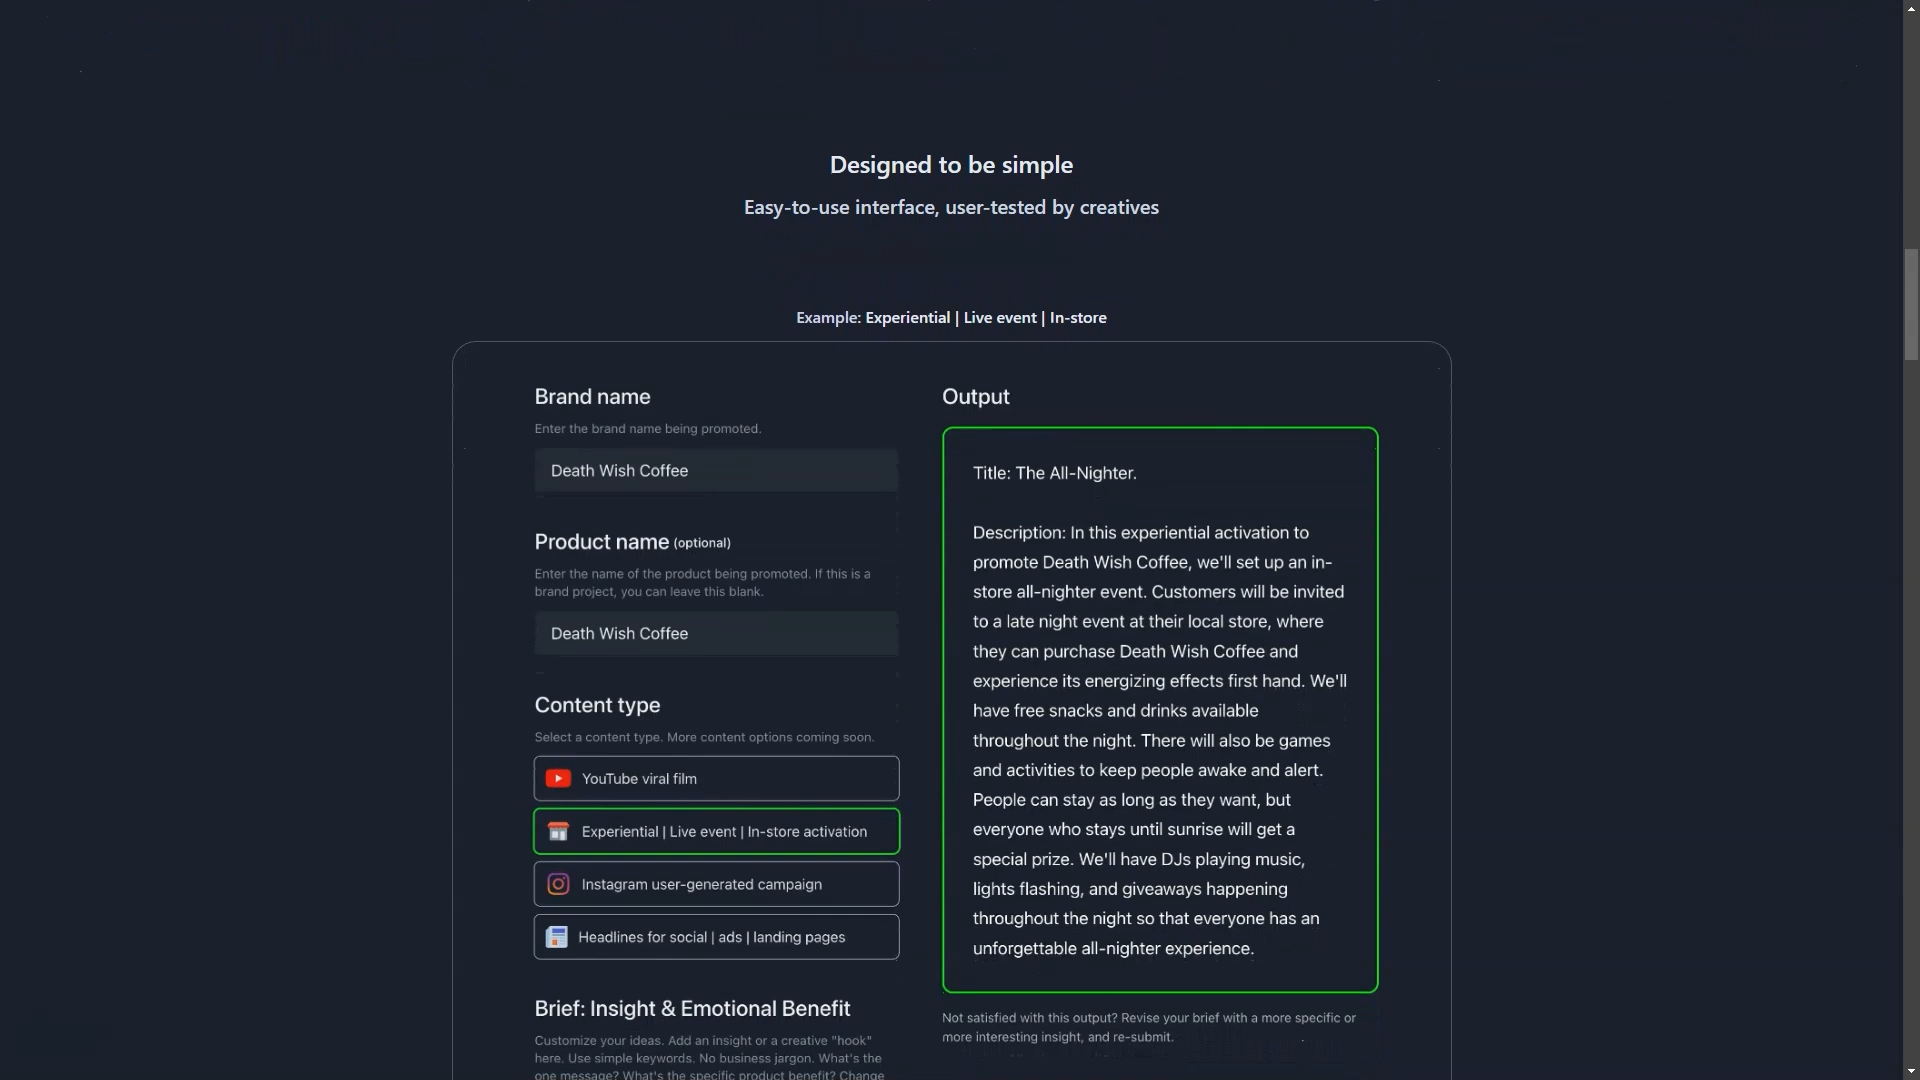 Designed to be simple
Easy-to-use interface, user-tested by creatives
Example: Experiential | Live event | In-store
Brand name
Enter the brand name being promoted.
Death Wish Coffee
Product name (optional)
Enter the name of the product being promoted. If this is a
brand project, you can leave this blank.
Death Wish Coffee
Content type
Select a content type. More content options coming soon.
YouTube viral film
Experiential | Live event | In-store activation
Instagram user-generated campaign
Headlines for social | ads | landing pages
Brief: Insight & Emotional Benefit
Customize your ideas. Add an insight or a creative "hook"
here. Use simple keywords. No business jargon. What's the
one message? What's the specific product benefit? Change
Output
Title: The All-Nighter.
Description: In this experiential activation to
promote Death Wish Coffee, we'll set up an in-
store all-nighter event. Customers will be invited
to a late night event at their local store, where
they can purchase Death Wish Coffee and
experience its energizing effects first hand. We'll
have free snacks and drinks available
throughout the night. There will also be games
and activities to keep people awake and alert.
People can stay as long as they want, but
everyone who stays until sunrise will get a
special prize. We'll have DJs playing music,
lights flashing, and giveaways happening
throughout the night so that everyone has an
unforgettable all-nighter experience.
Not satisfied with this output? Revise your brief with a more specific or
more interesting insight, and re-submit.